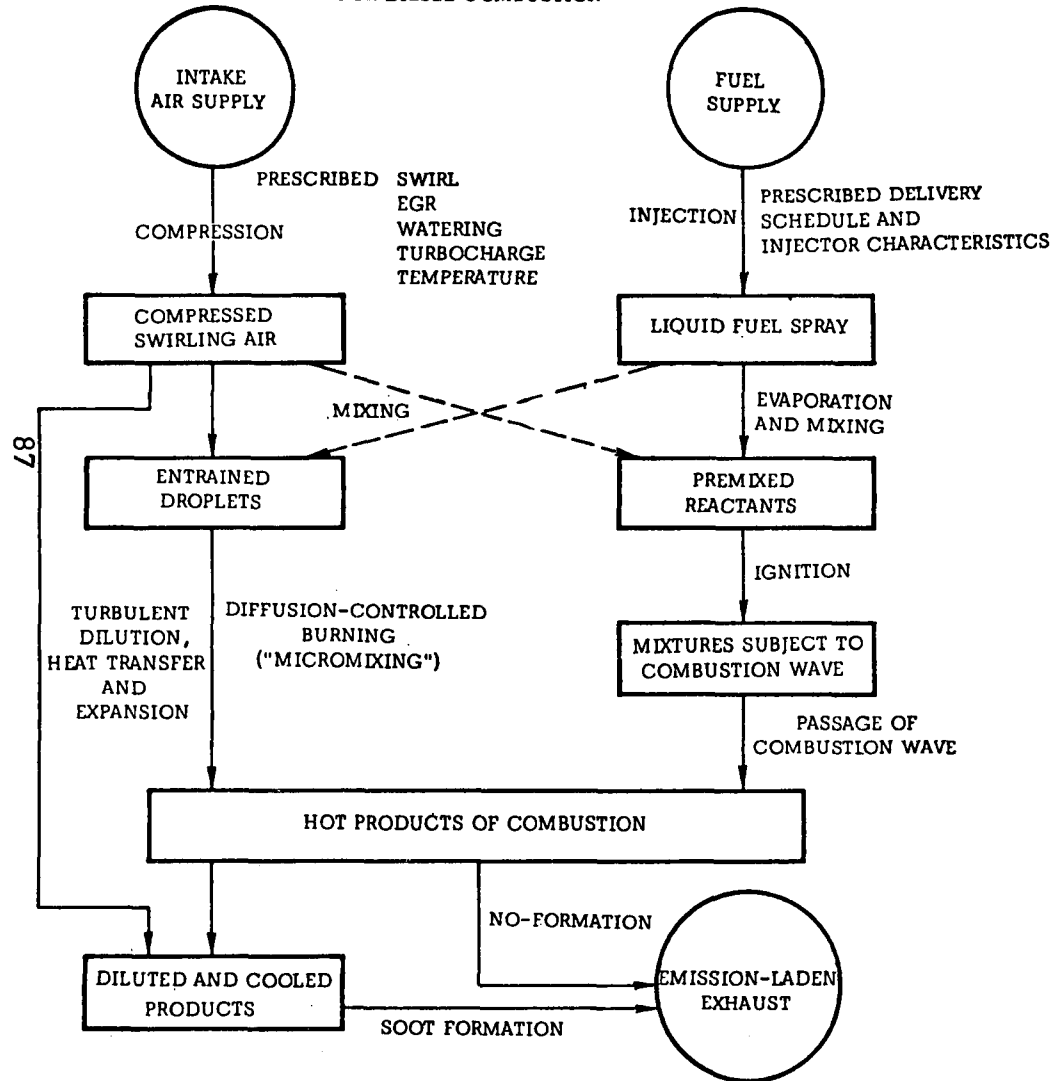 INTAKE
AIR SUPPLY
FUEL
SUPPLY
PRESCRIBED SWIRL
EGR
WATERING
TURBOCHARGE
TEMPERATURE
COMPRESSION
INJECTION
PRESCRIBED DELIVERY
SCHEDULE AND
INJECTOR CHARACTERISTICS
COMPRESSED
SWIRLING AIR
LIQUID FUEL SPRAY
MIXING
EVAPORATION
AND MIXING
87
ENTRAINED
DROPLETS
PREMIXED
REACTANTS
IGNITION
TURBULENT
DILUTION,
HEAT TRANSFER
AND
EXPANSION
DIFFUSION-CONTROLLED
BURNING
("MICROMIXING")
MIXTURES SUBJECT TO
COMBUSTION WAVE
PASSAGE OF
COMBUSTION WAVE
HOT PRODUCTS OF COMBUSTION
NO-FORMATION
DILUTED AND COOLED
PRODUCTS
SOOT FORMATION
EMISSION-LADEN
EXHAUST